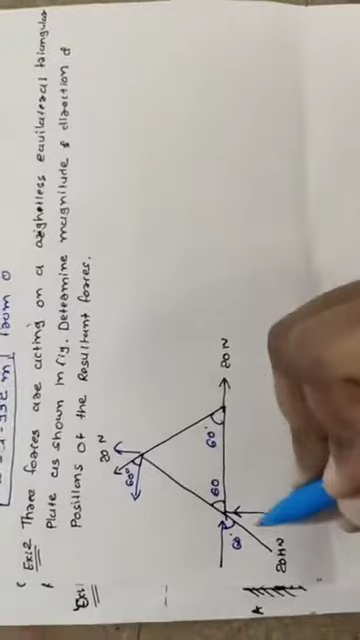 Ex:2 Three forces are acting on a weightless equilateral triangular
Plate as shown in fig. Determine magnitude & direction &
Positions of the Resultant forces.
20 N
60°
60°
20 N
60
60°
20 N
A